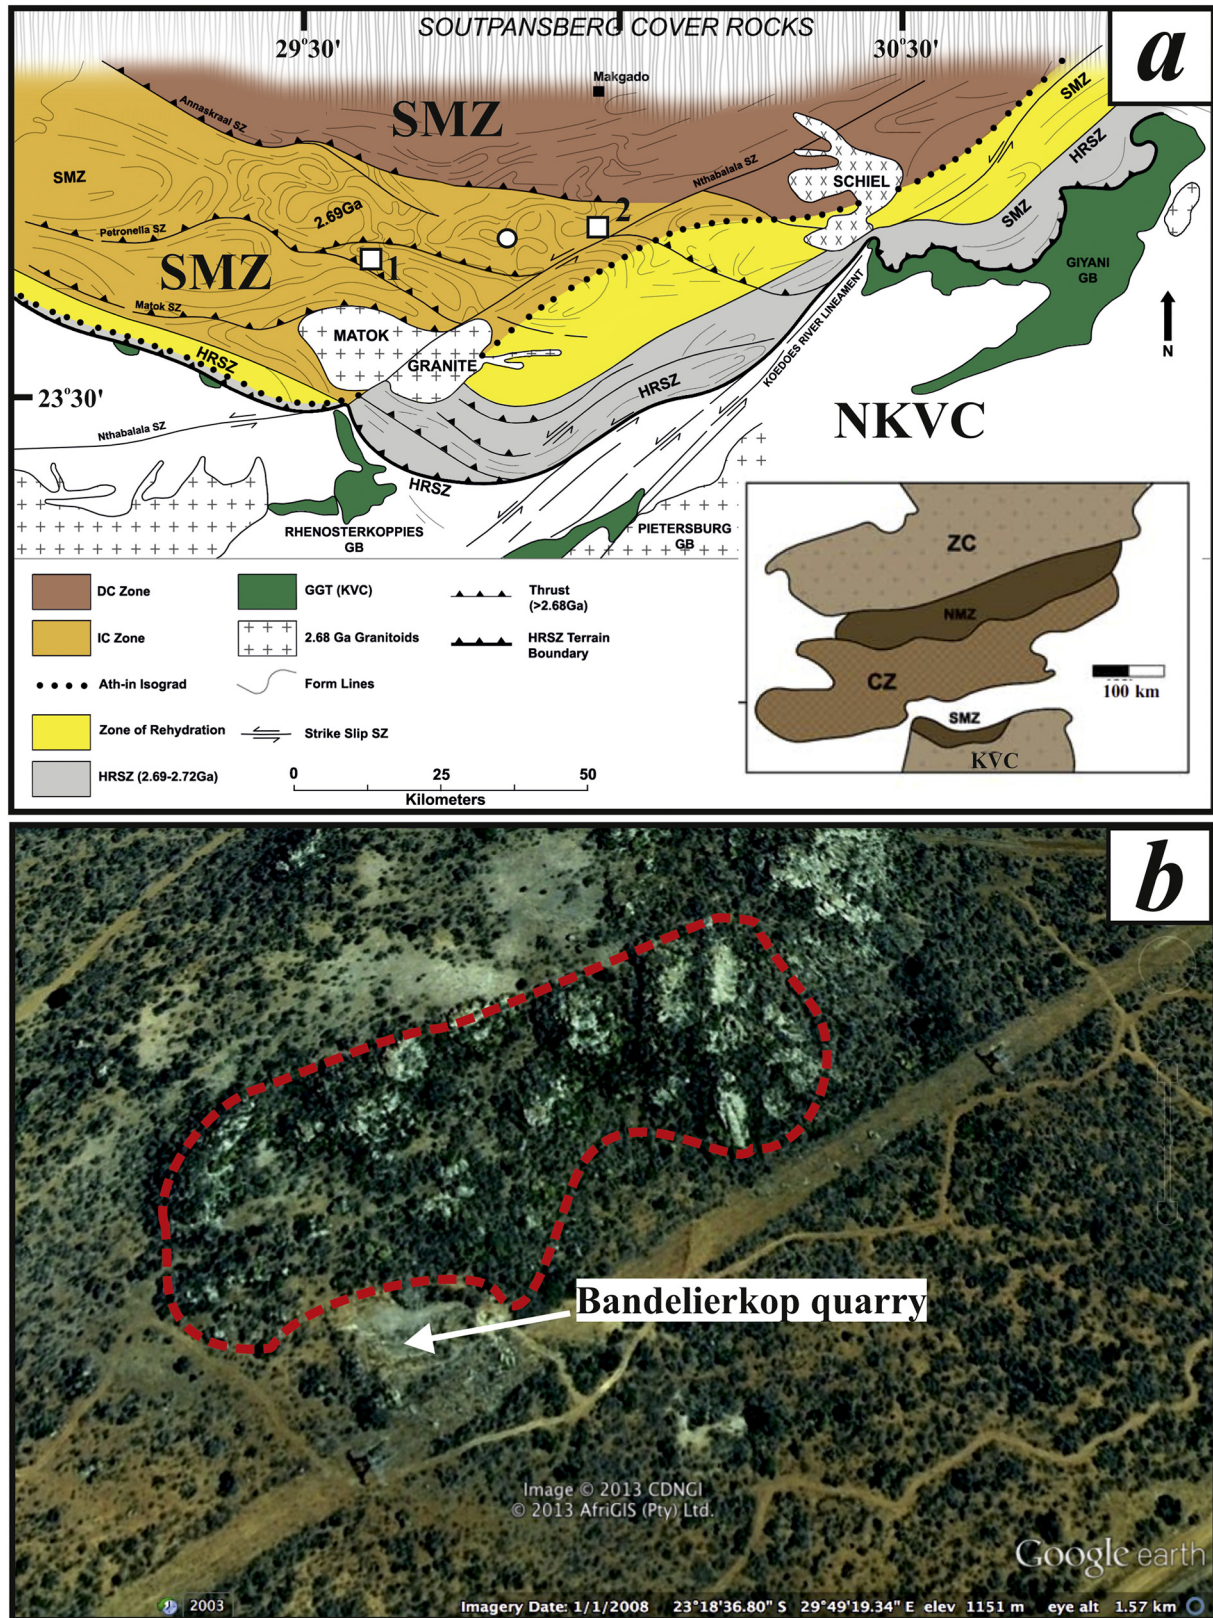 SOUTPANSBERG COVER ROCKS
a
29°30'
30°30'
Makgado
Annaskraal SZ
SMZ
SMZ
HRSZ
Nthabalala SZ
SCHIEL
SMZ
2.69Ga
2
SMZ
Petronella SZ
SMZ
1
GIYANI
GB
Matok SZ
MATOK
GRANITE
KOEDOES RIVER LINEAMENT
N
HRSZ
HRSZ
23°30'
NKVC
Nthabalala SZ
HRSZ
RHENOSTERKOPPIES
GB
PIETERSBURG
GB
DC Zone
GGT (KVC)
Thrust
(>2.68Ga)
IC Zone
2.68 Ga Granitoids
HRSZ Terrain
Boundary
Ath-in Isograd
Form Lines
Zone of Rehydration
Strike Slip SZ
HRSZ (2.69-2.72Ga)
0 25 50
Kilometers
ZC
NMZ
CZ
100 km
SMZ
KVC
b
Bandelierkop quarry
Image © 2013 CDNGI
© 2013 AfriGIS (Pty) Ltd.
Google earth
2003
Imagery Date: 1/1/2008 23°18'36.80" S 29°49'19.34" E elev 1151 m eye alt 1.57 km